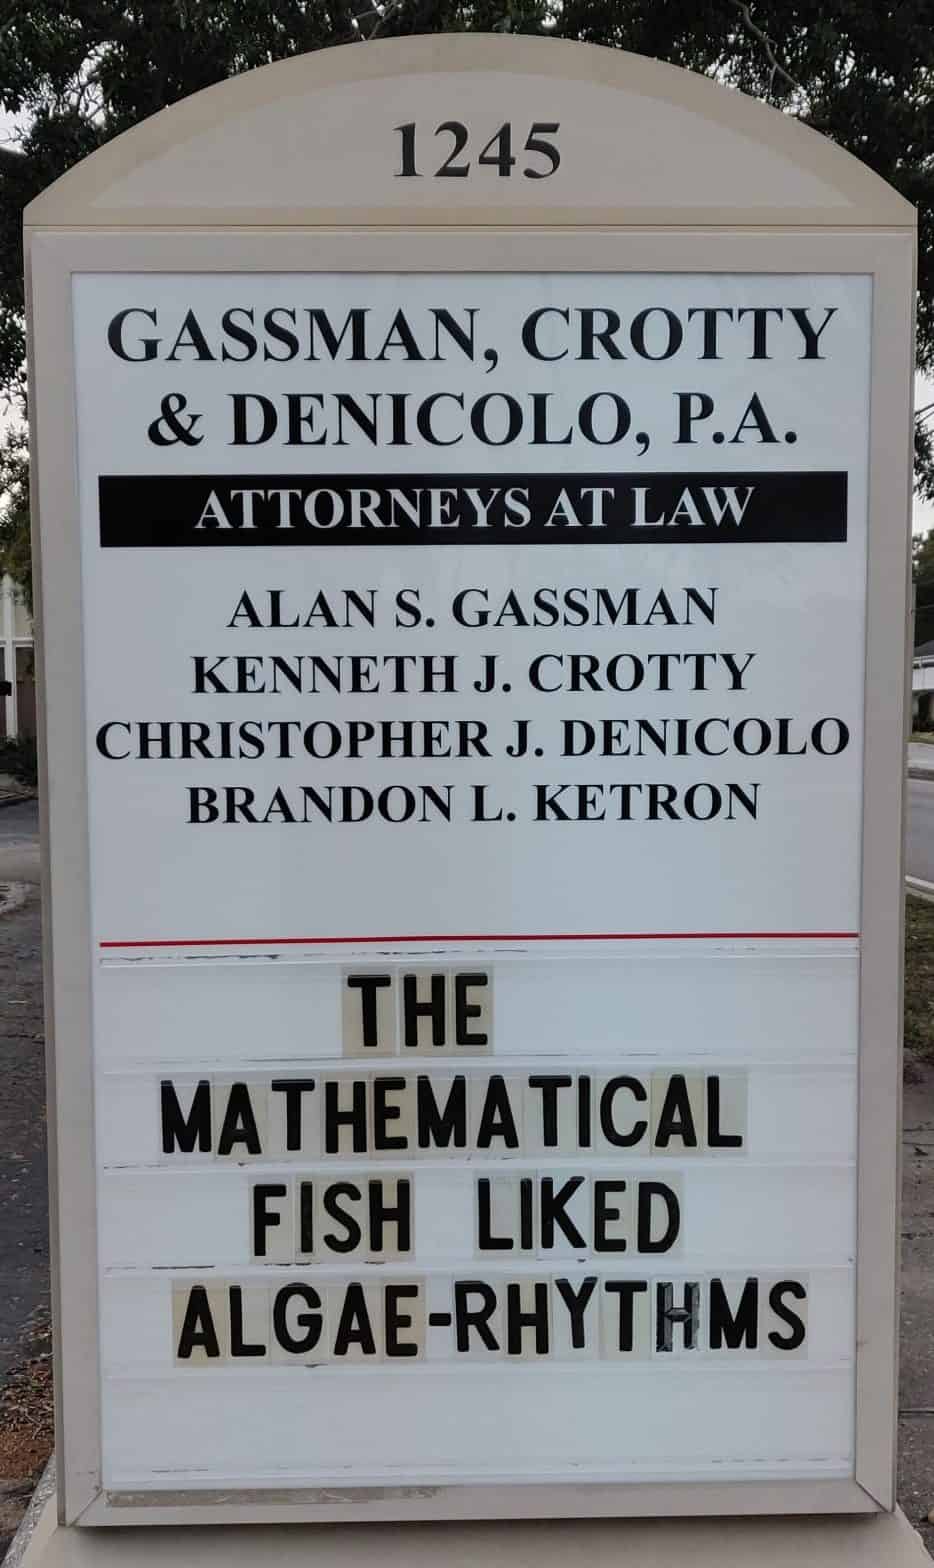 1245
GASSMAN, CROTTY
& DENICOLO, P.A.
ATTORNEYS AT LAW
ALAN S. GASSMAN
KENNETH J. CROTTY
CHRISTOPHER J. DENICOLO
BRANDON L. KETRON
THE
MATHEMATICAL
FISH LIKED
ALGAE-RHYTHMS